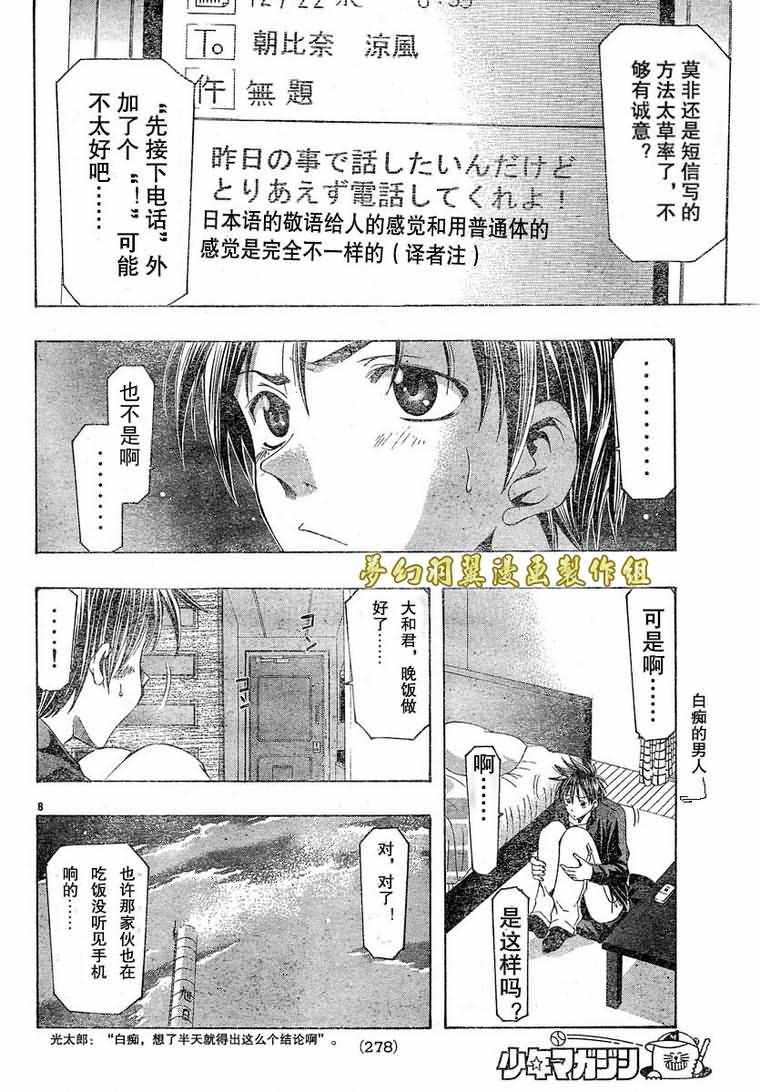 莫非还是短信写的
方法太草率了，不
够有诚意？
To 朝比奈 涼風
件 無題
昨日の事で話したいんだけど
とりあえず電話してくれよ！
日本语的敬语给人的感觉和用普通体的
感觉是完全不一样的（译者注）
“先接下电话”外
加了个“！”可能
不太好吧……
………
也不是啊
………
夢幻羽翼漫画製作组
可是啊……
啊……
是这样吗？
白痴的男人
大和君，晚饭做
好了……
コン
コン
……！
8
对，对了！
也许那家伙也在
吃饭没听见手机
响的……
旭
光太郎：“白痴，想了半天就得出这么个结论啊”。
(278)
少年マガジン